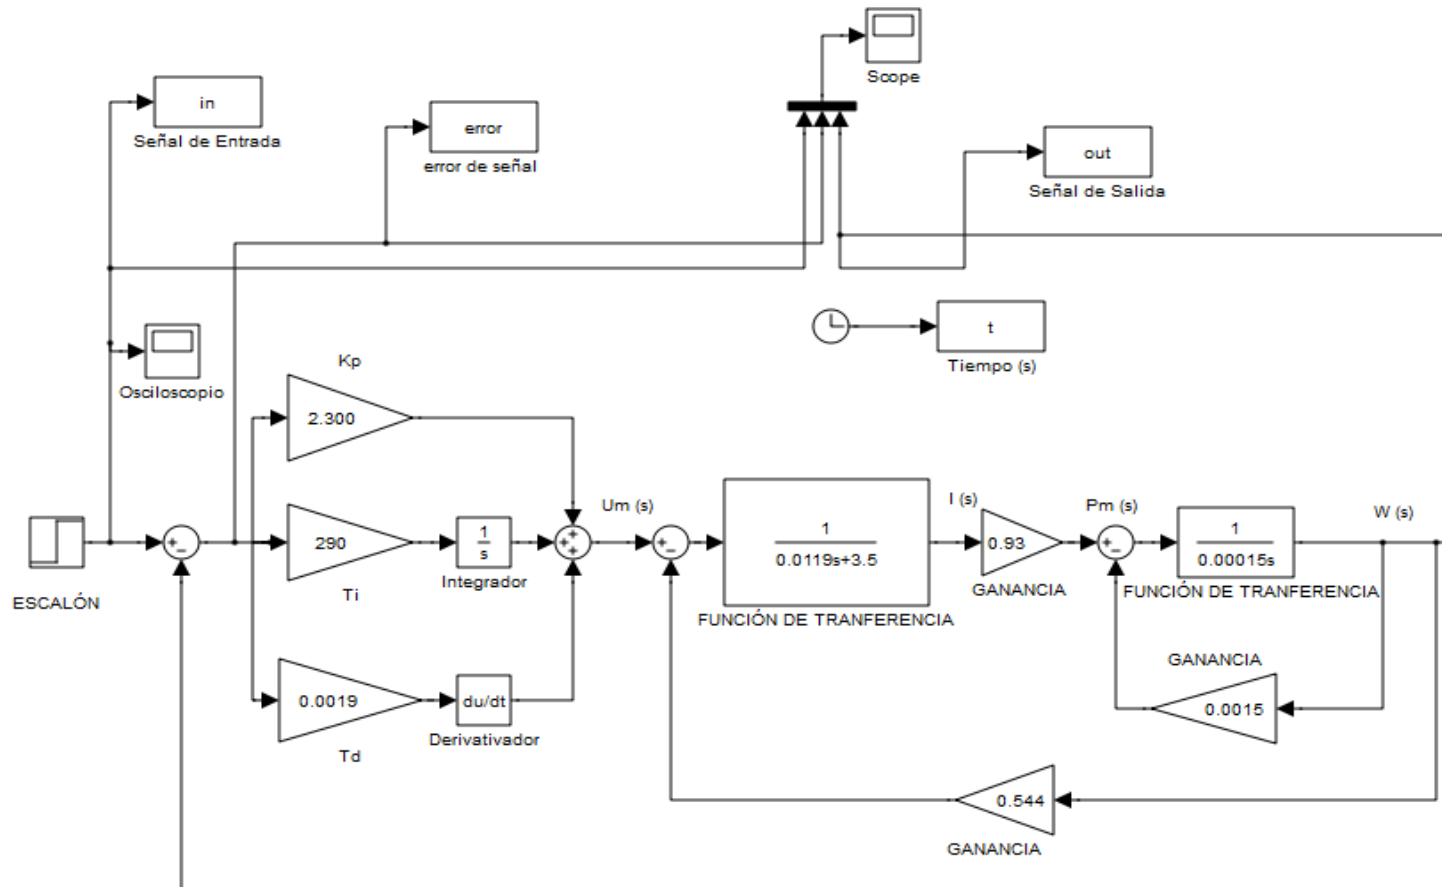 Scope
in
Señal de Entrada
error
error de señal
out
Señal de Salida
t
Tiempo (s)
Osciloscopio
Kp
2.300
ESCALÓN
+
−
290
Ti
1
s
Integrador
0.0019
Td
du/dt
Derivativador
+
+
+
Um (s)
+
−
1
0.0119s+3.5
FUNCIÓN DE TRANFERENCIA
I (s)
0.93
GANANCIA
Pm (s)
+
−
1
0.00015s
FUNCIÓN DE TRANFERENCIA
W (s)
GANANCIA
0.0015
0.544
GANANCIA